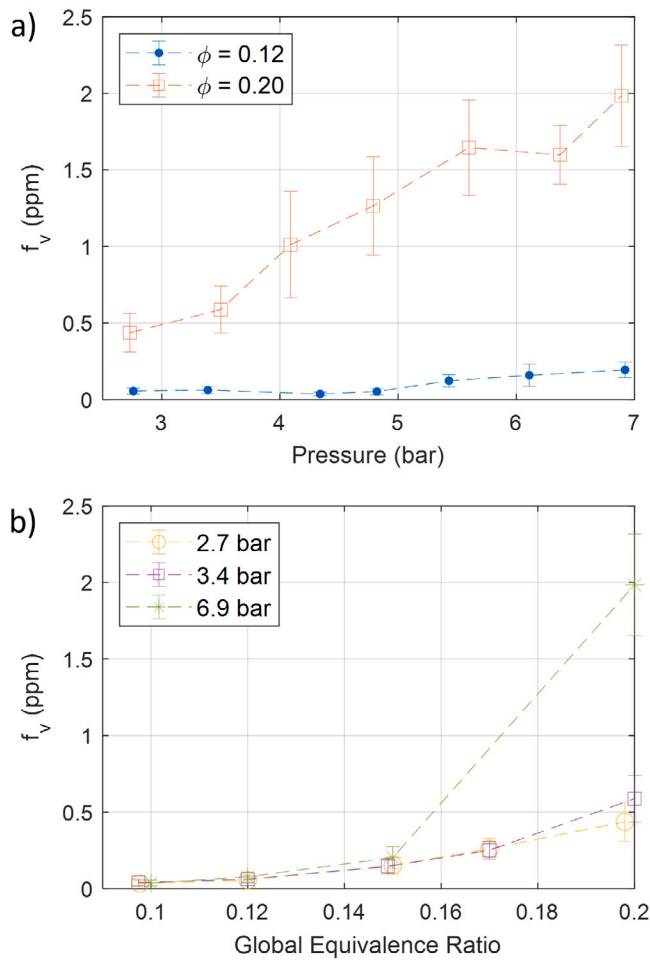 a)
2.5
2
1.5
1
0.5
0
f_v (ppm)
ϕ = 0.12
ϕ = 0.20
3 4 5 6 7
Pressure (bar)
b)
2.5
2
1.5
1
0.5
0
f_v (ppm)
2.7 bar
3.4 bar
6.9 bar
0.1 0.12 0.14 0.16 0.18 0.2
Global Equivalence Ratio